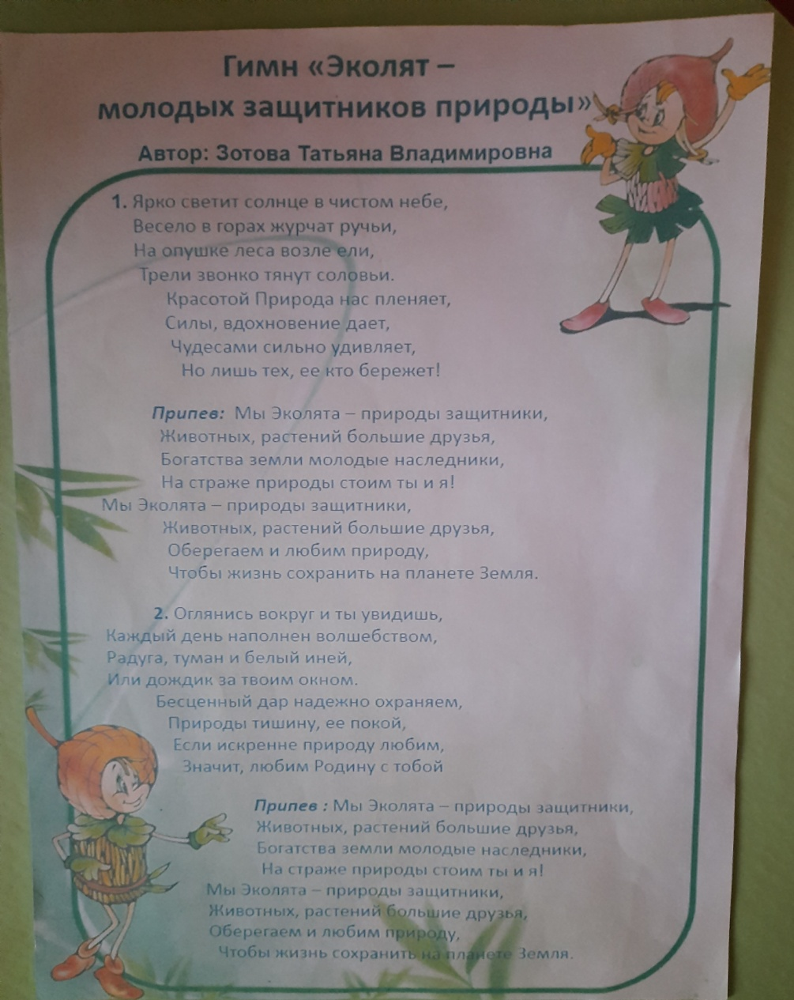 Гимн «Эколят –
молодых защитников природы»
Автор: Зотова Татьяна Владимировна
1. Ярко светит солнце в чистом небе,
Весело в горах журчат ручьи,
На опушке леса возле ели,
Трели звонко тянут соловьи.
Красотой Природа нас пленяет,
Силы, вдохновение дает,
Чудесами сильно удивляет,
Но лишь тех, ее кто бережет!
Припев: Мы Эколята – природы защитники,
Животных, растений большие друзья,
Богатства земли молодые наследники,
На страже природы стоим ты и я!
Мы Эколята – природы защитники,
Животных, растений большие друзья,
Оберегаем и любим природу,
Чтобы жизнь сохранить на планете Земля.
2. Оглянись вокруг и ты увидишь,
Каждый день наполнен волшебством,
Радуга, туман и белый иней,
Или дождик за твоим окном.
Бесценный дар надежно охраняем,
Природы тишину, ее покой,
Если искренне природу любим,
Значит, любим Родину с тобой
Припев : Мы Эколята – природы защитники,
Животных, растений большие друзья,
Богатства земли молодые наследники,
На страже природы стоим ты и я!
Мы Эколята – природы защитники,
Животных, растений большие друзья,
Оберегаем и любим природу,
Чтобы жизнь сохранить на планете Земля.